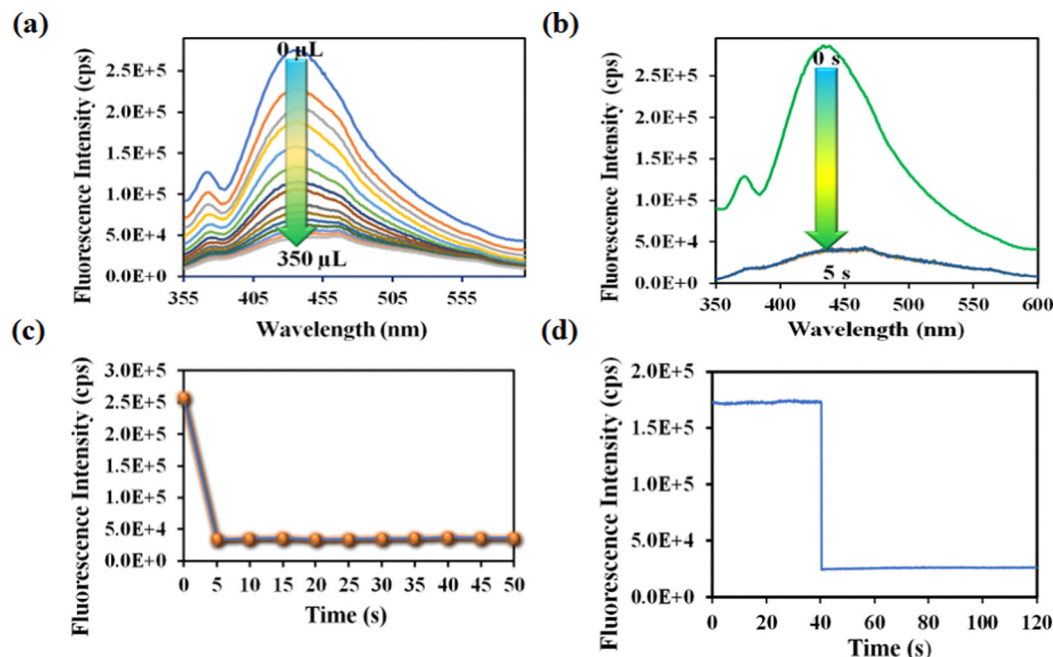 (a)
Fluorescence Intensity (cps)
2.5E+5
2.0E+5
1.5E+5
1.0E+5
5.0E+4
0.0E+0
0 µL
350 µL
355 405 455 505 555
Wavelength (nm)
(b)
Fluorescence Intensity (cps)
2.5E+5
2.0E+5
1.5E+5
1.0E+5
5.0E+4
0.0E+0
0 s
5 s
350 400 450 500 550 600
Wavelength (nm)
(c)
Fluorescence Intensity (cps)
3.0E+5
2.5E+5
2.0E+5
1.5E+5
1.0E+5
5.0E+4
0.0E+0
0 5 10 15 20 25 30 35 40 45 50
Time (s)
(d)
Fluorescence Intensity (cps)
2.0E+5
1.5E+5
1.0E+5
5.0E+4
0.0E+0
0 20 40 60 80 100 120
Time (s)